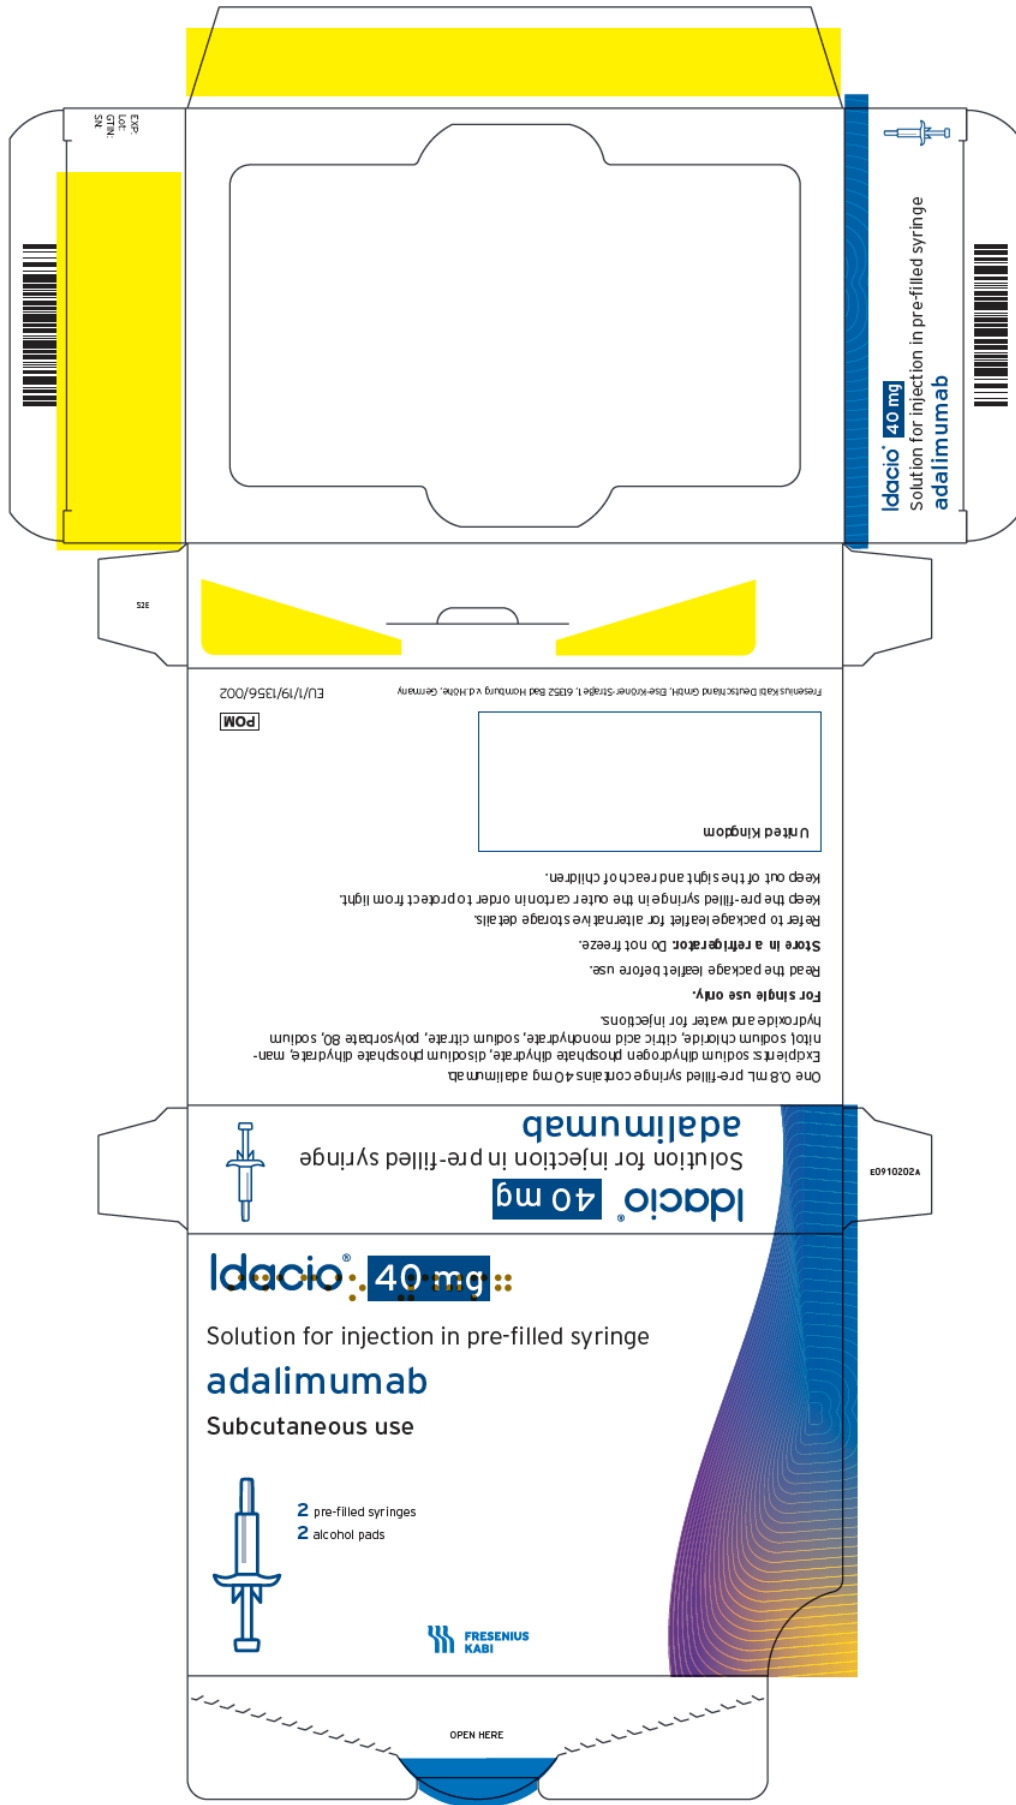 EXP:
Lot:
GTIN:
SN:
Idacio® 40 mg
Solution for injection in pre-filled syringe
adalimumab
S2E
Fresenius Kabi Deutschland GmbH, Else-Kröner-Straße 1, 61352 Bad Homburg v.d.Höhe, Germany
EU/1/19/1356/002
POM
United Kingdom
One 0.8 mL pre-filled syringe contains 40 mg adalimumab.
Excipients: sodium dihydrogen phosphate dihydrate, disodium phosphate dihydrate, man-
nitol, sodium chloride, citric acid monohydrate, sodium citrate, polysorbate 80, sodium
hydroxide and water for injections.
For single use only.
Read the package leaflet before use.
Store in a refrigerator. Do not freeze.
Refer to package leaflet for alternative storage details.
Keep the pre-filled syringe in the outer carton in order to protect from light.
Keep out of the sight and reach of children.
Idacio® 40 mg
Solution for injection in pre-filled syringe
adalimumab
E0910202A
Idacio® 40 mg
Solution for injection in pre-filled syringe
adalimumab
Subcutaneous use
2 pre-filled syringes
2 alcohol pads
FRESENIUS
KABI
OPEN HERE